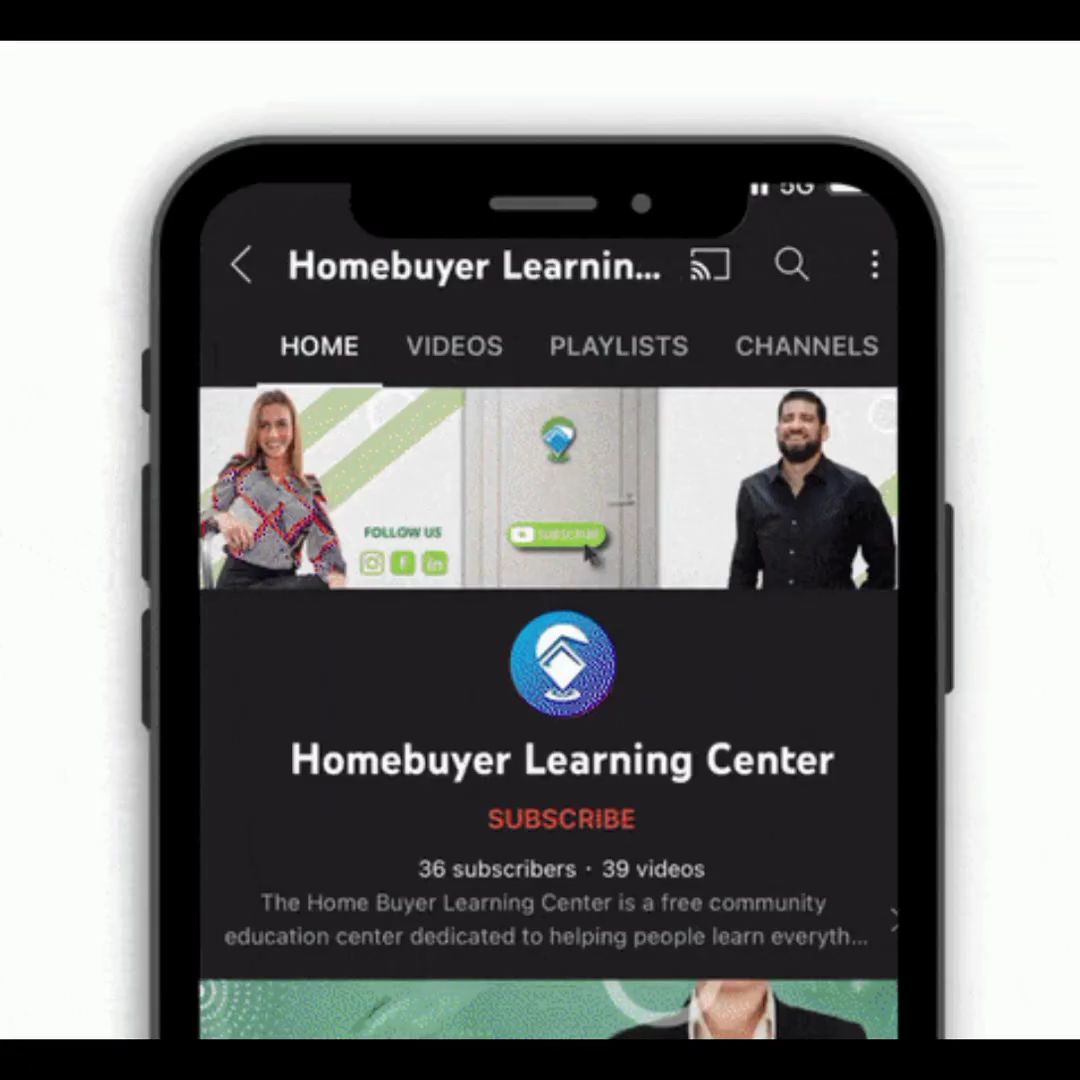 5G
Homebuyer Learnin...
HOME VIDEOS PLAYLISTS CHANNELS
FOLLOW US
SUBSCRIBE
Homebuyer Learning Center
SUBSCRIBE
36 subscribers · 39 videos
The Home Buyer Learning Center is a free community
education center dedicated to helping people learn everyth...